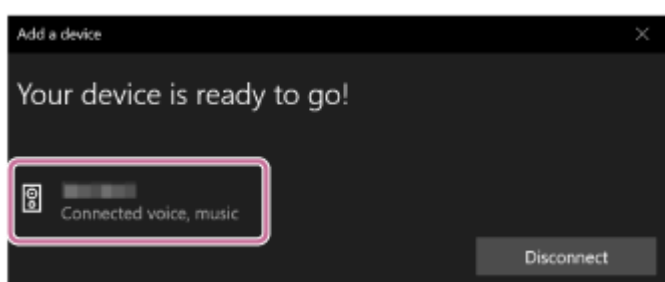 Add a device
Your device is ready to go!
Connected voice, music
Disconnect